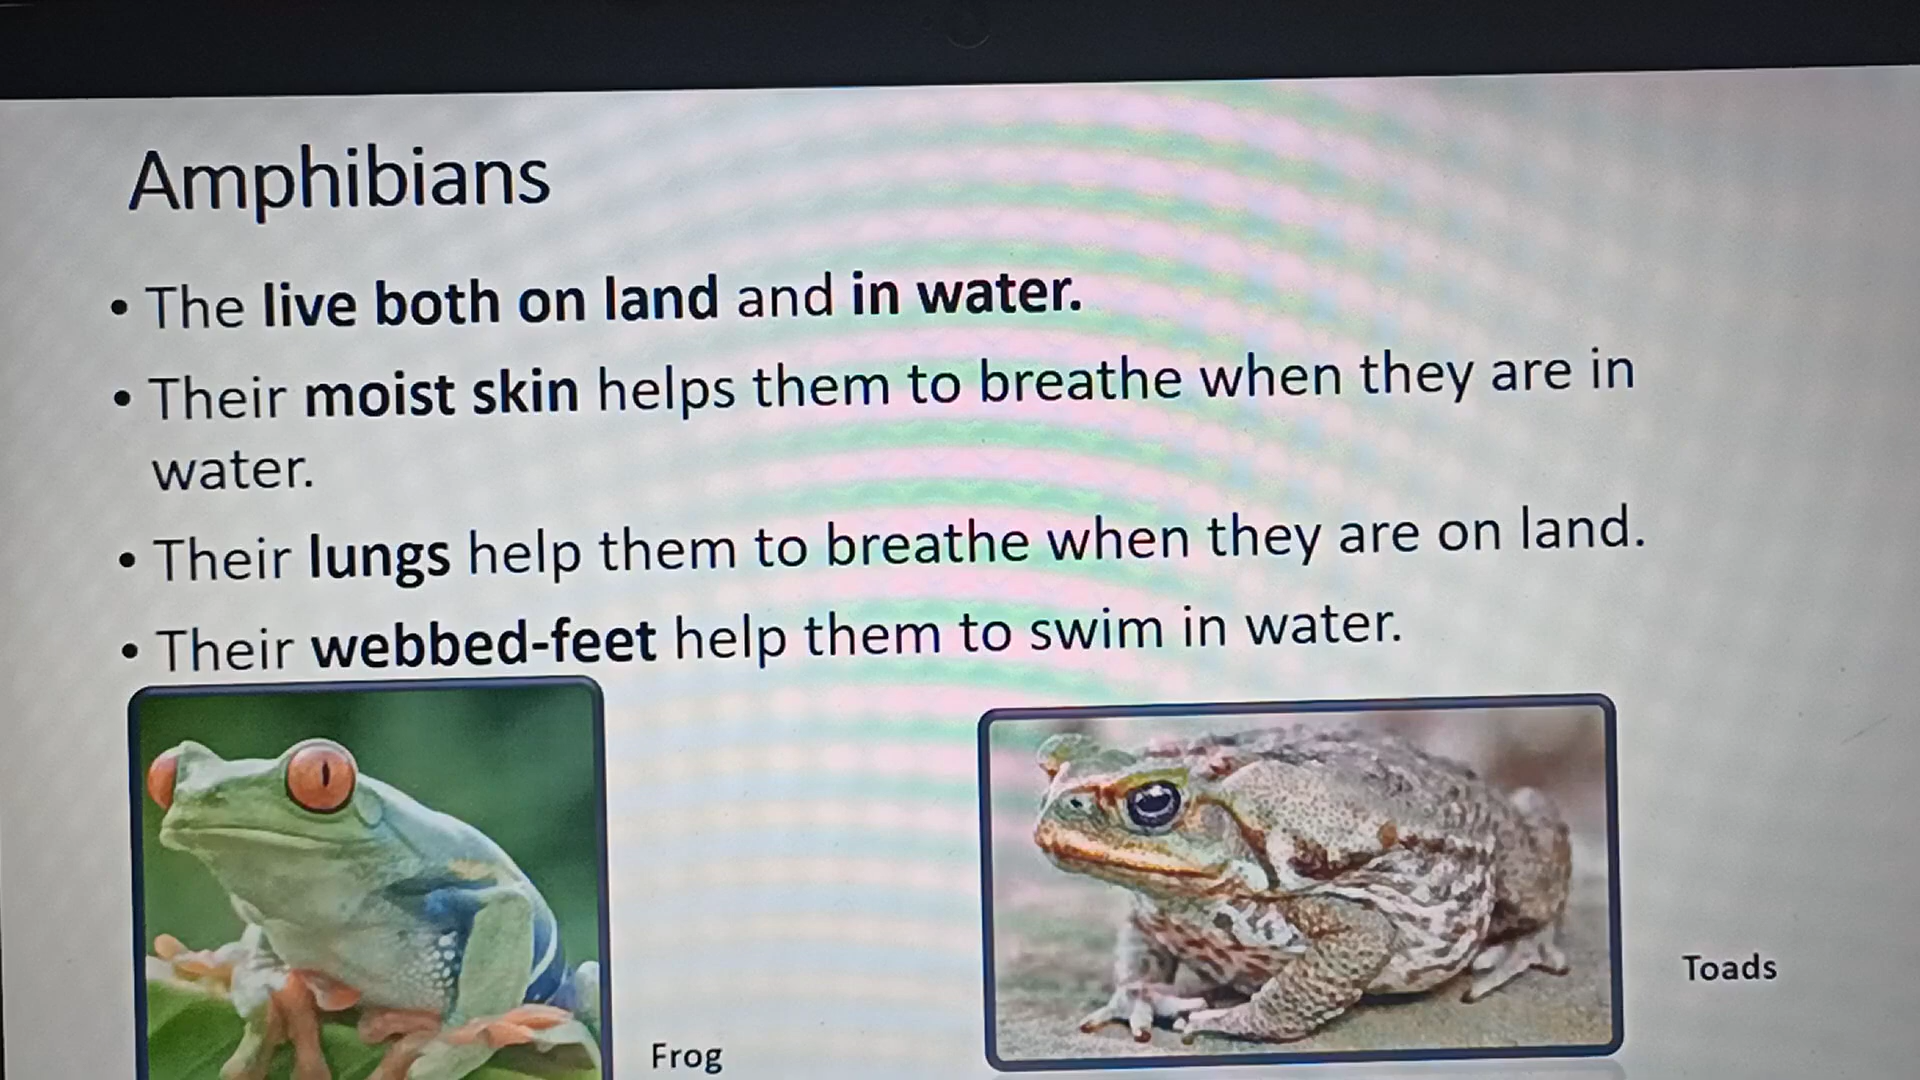 Amphibians
• The live both on land and in water.
• Their moist skin helps them to breathe when they are in
water.
• Their lungs help them to breathe when they are on land.
• Their webbed-feet help them to swim in water.
Frog
Toads